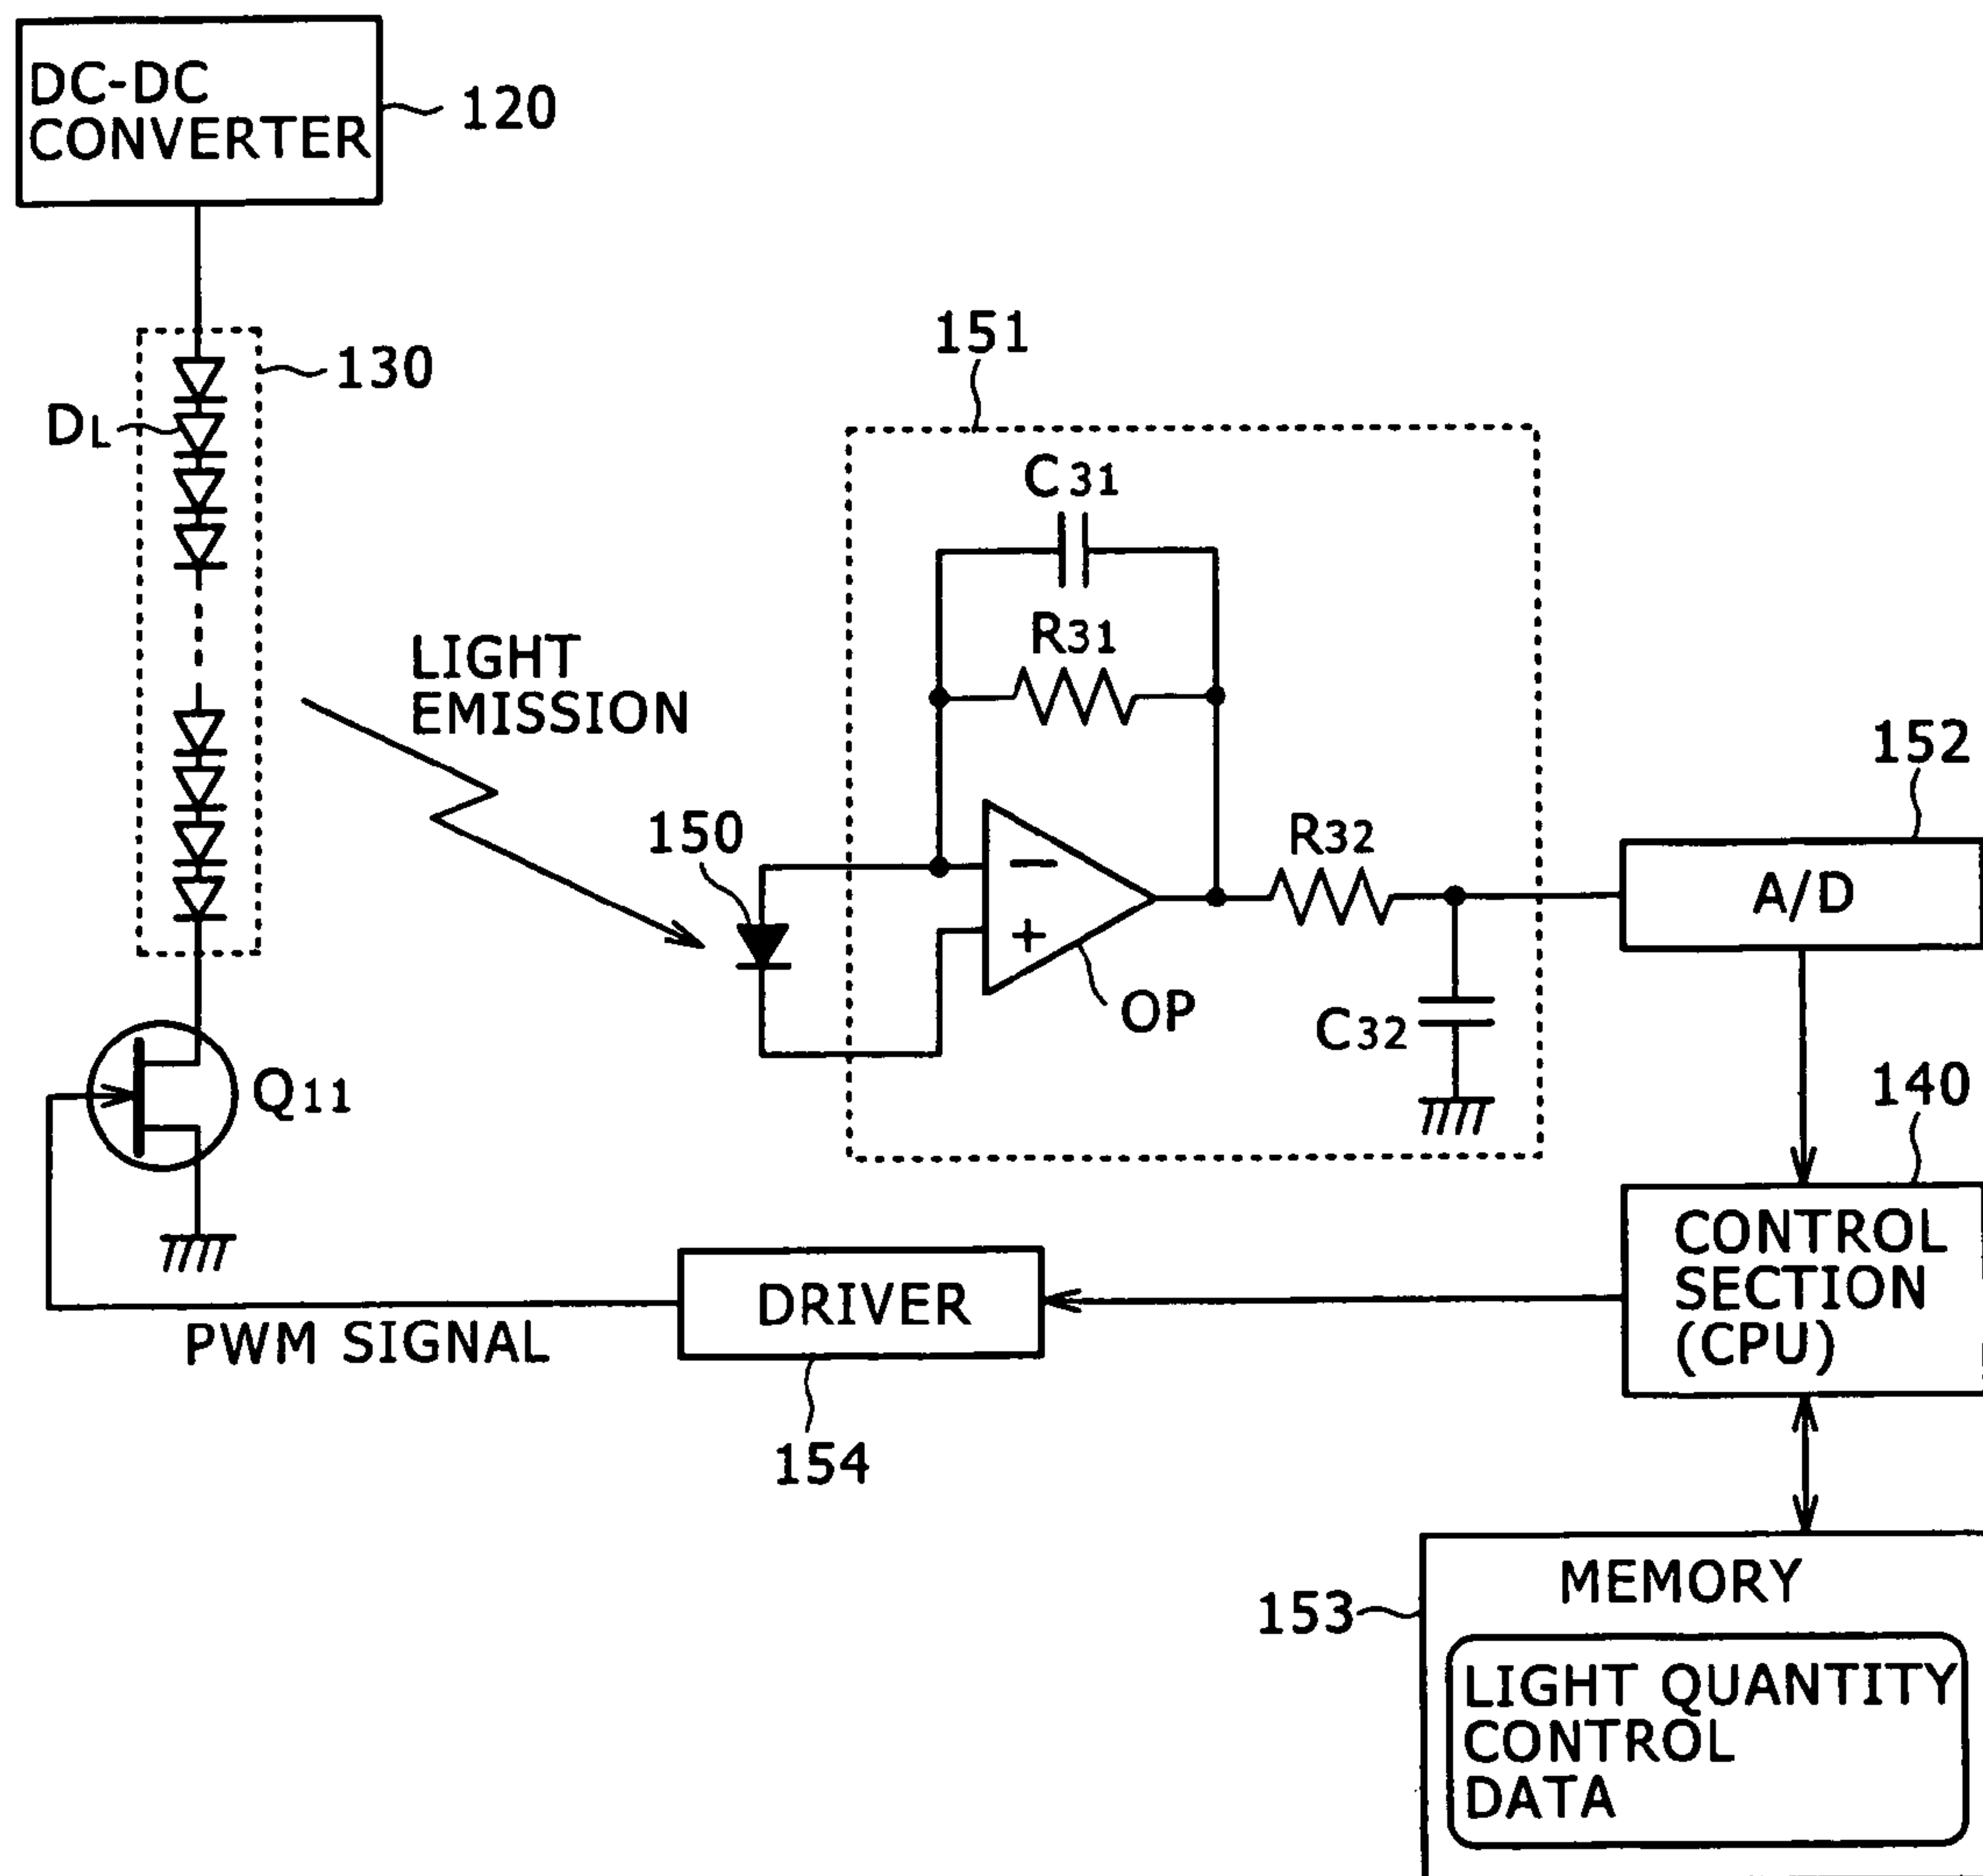 DC-DC
CONVERTER
120
130
DL
151
C31
R31
LIGHT
EMISSION
152
150
R32
A/D
−
+
OP
C32
140
Q11
CONTROL
SECTION
(CPU)
DRIVER
PWM SIGNAL
154
MEMORY
153
LIGHT QUANTITY
CONTROL
DATA